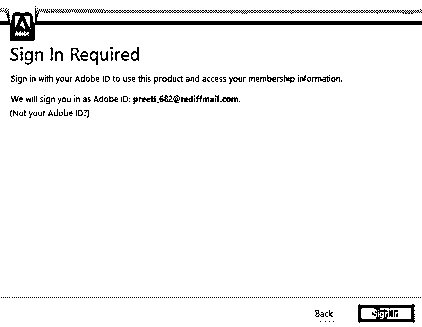 Adobe
Sign In Required
Sign in with your Adobe ID to use this product and access your membership information.
We will sign you in as Adobe ID: preeti_682@rediffmail.com.
(Not your Adobe ID?)
Back
Sign In